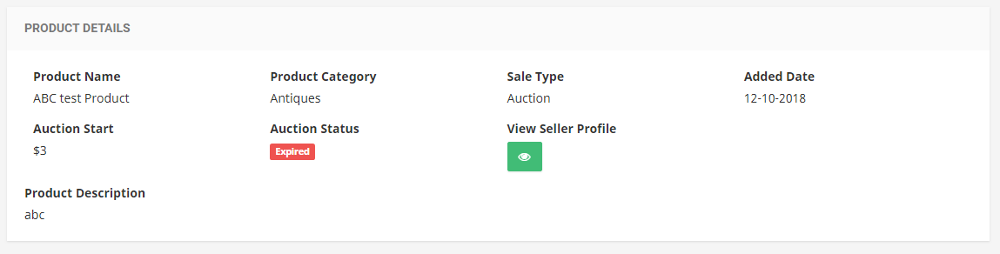 PRODUCT DETAILS
Product Name Product Category Sale Type Added Date
ABC test Product Antiques Auction 12-10-2018
Auction Start Auction Status View Seller Profile
$3 Expired
Product Description
abc